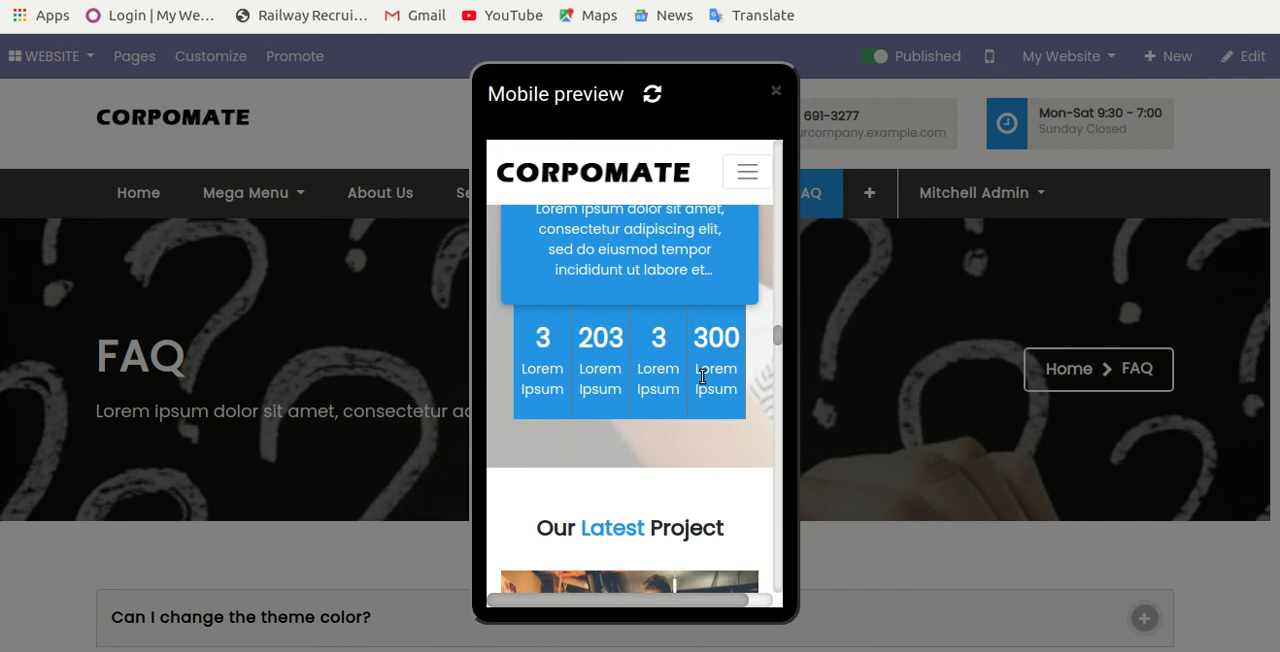 Apps Login | My We... Railway Recrui... Gmail YouTube Maps News Translate
WEBSITE Pages Customize Promote Published My Website + New Edit
Mobile preview ×
CORPOMATE
691-3277
urcompany.example.com
Mon-Sat 9:30 - 7:00
Sunday Closed
CORPOMATE
Home Mega Menu About Us Se AQ + Mitchell Admin
Lorem ipsum dolor sit amet,
consectetur adipiscing elit,
sed do eiusmod tempor
incididunt ut labore et...
3 203 3 300
Lorem Lorem Lorem Lorem
Ipsum Ipsum Ipsum Ipsum
FAQ
Lorem ipsum dolor sit amet, consectetur ad
Home > FAQ
Our Latest Project
Can I change the theme color? +